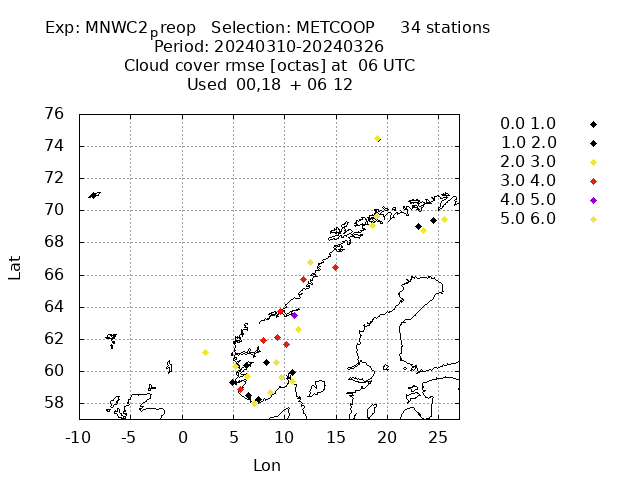 Exp: MNWC2preop Selection: METCOOP 34 stations
Period: 20240310-20240326
Cloud cover rmse [octas] at 06 UTC
Used 00,18 + 06 12
76
74
72
70
68
66
64
62
60
58
-10 -5 0 5 10 15 20 25
Lat
Lon
0.0 1.0
1.0 2.0
2.0 3.0
3.0 4.0
4.0 5.0
5.0 6.0